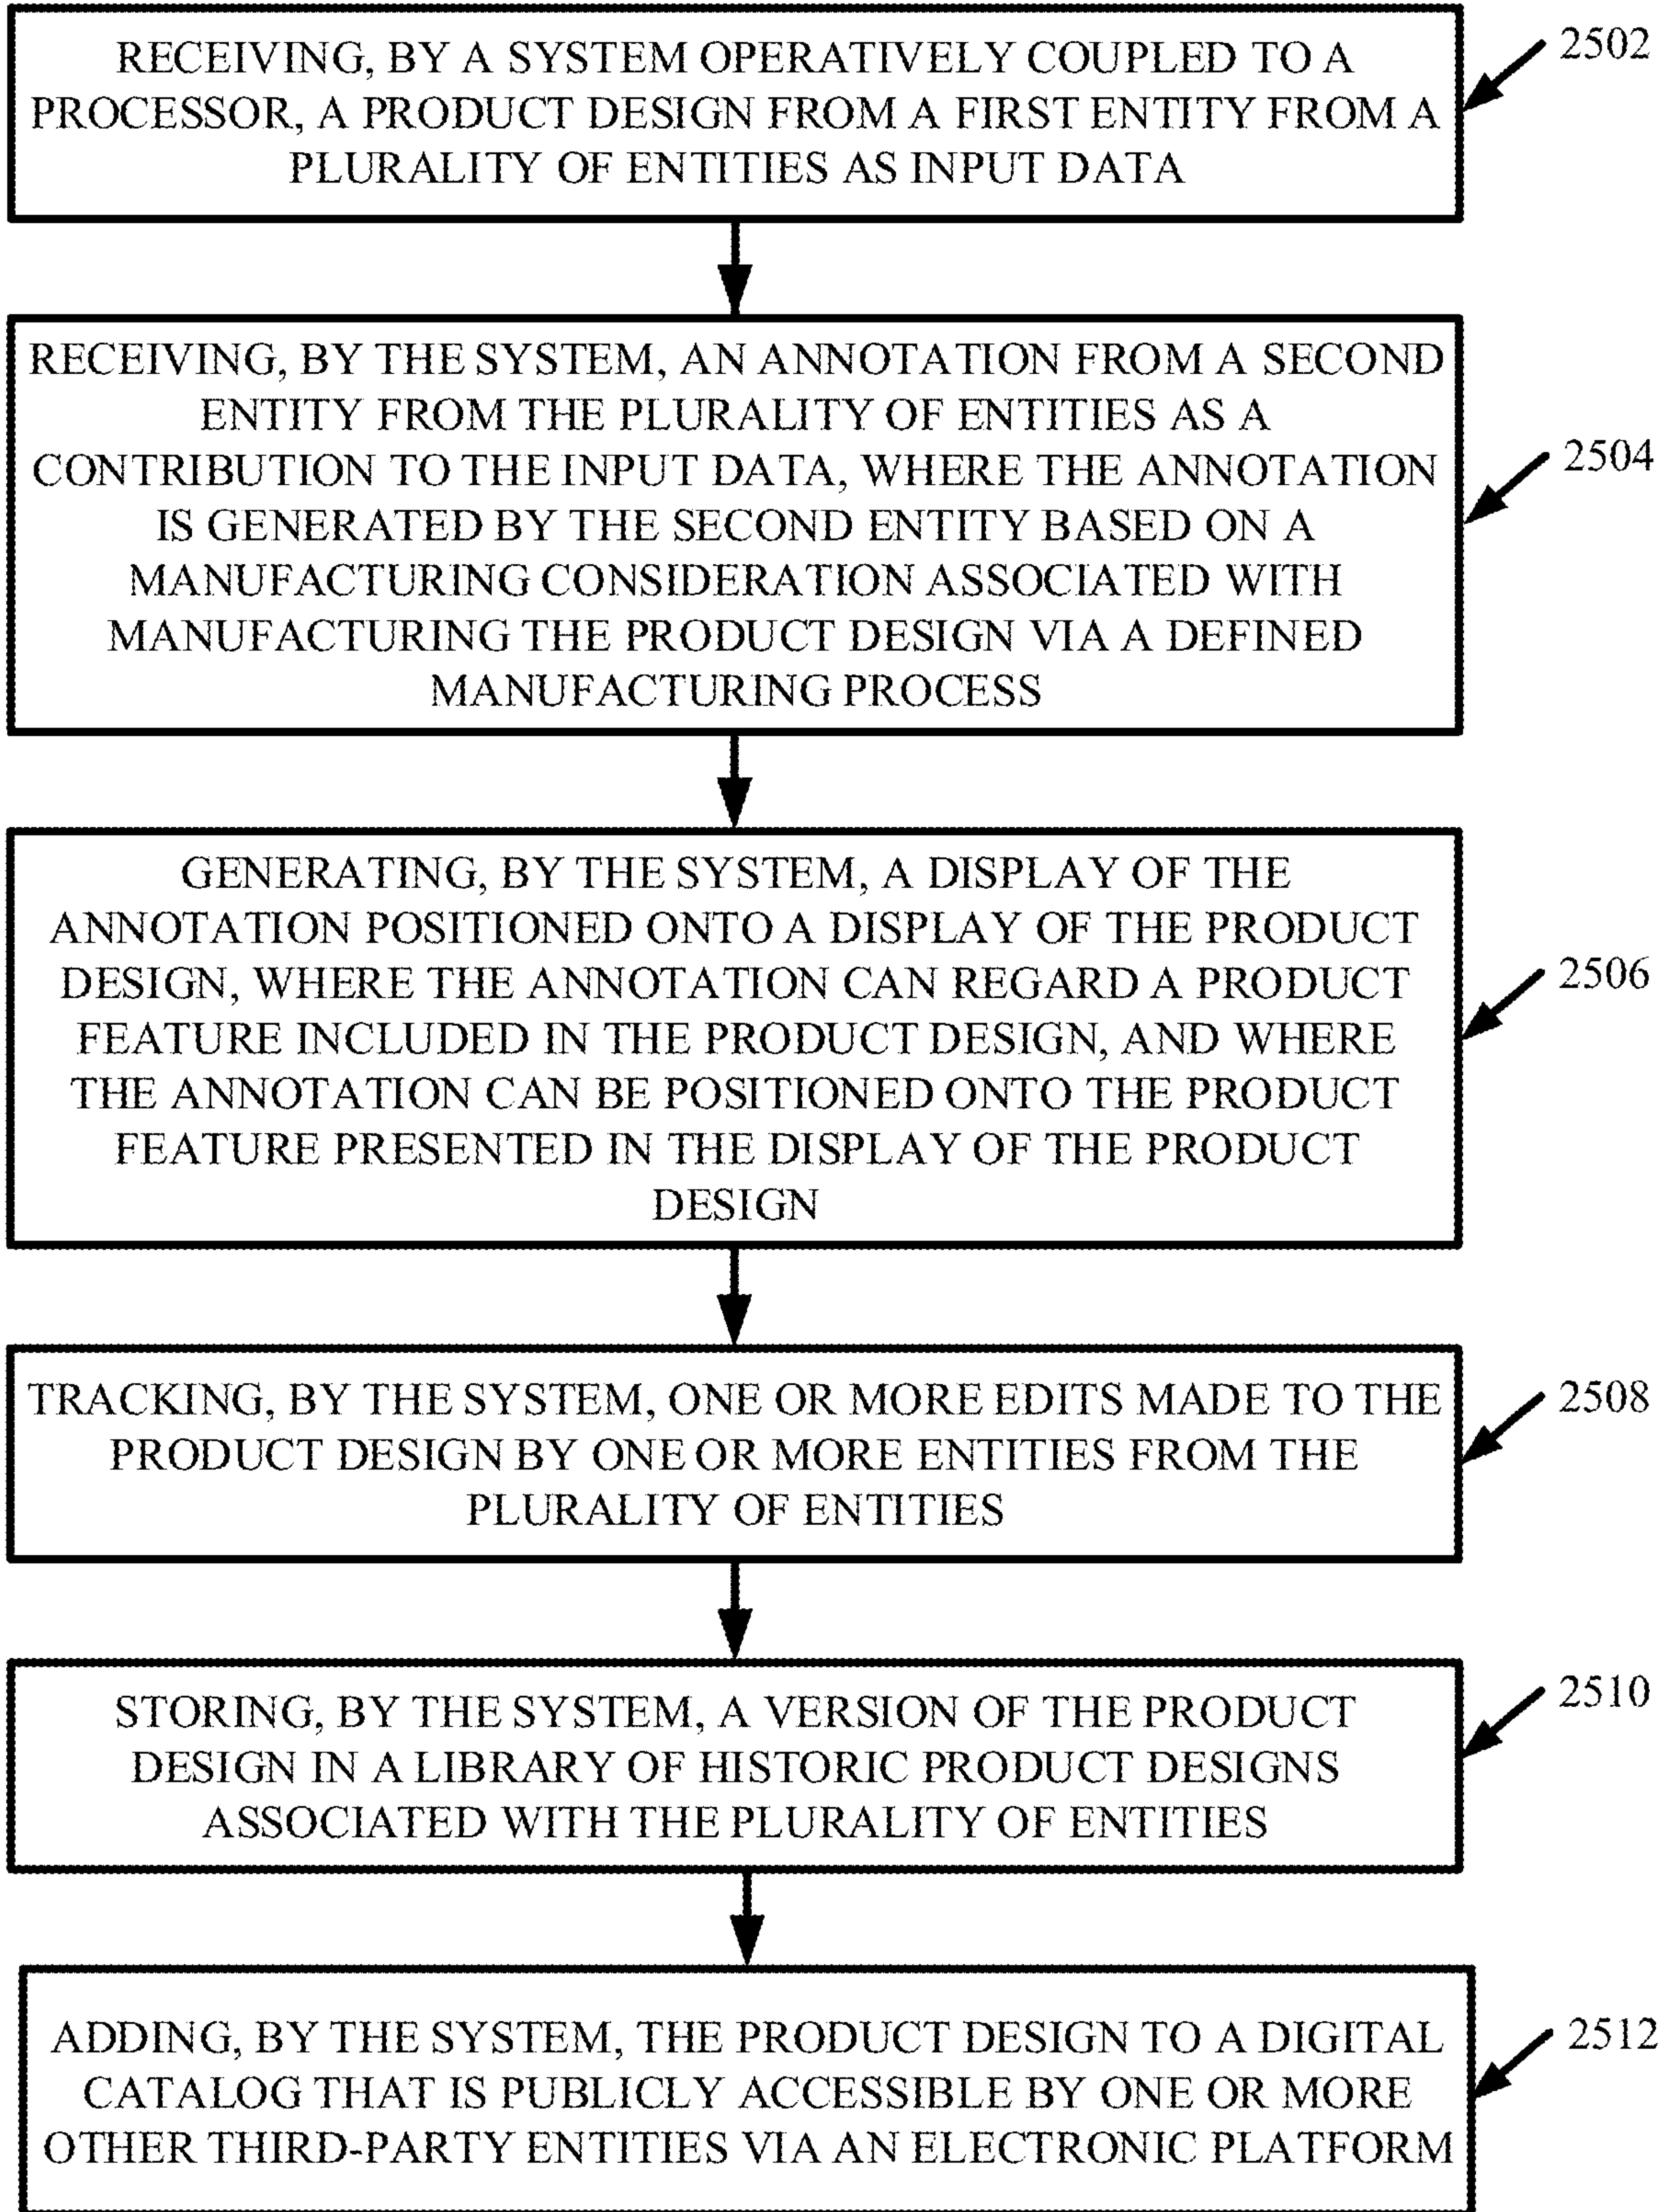 RECEIVING, BY A SYSTEM OPERATIVELY COUPLED TO A
PROCESSOR, A PRODUCT DESIGN FROM A FIRST ENTITY FROM A
PLURALITY OF ENTITIES AS INPUT DATA
2502
RECEIVING, BY THE SYSTEM, AN ANNOTATION FROM A SECOND
ENTITY FROM THE PLURALITY OF ENTITIES AS A
CONTRIBUTION TO THE INPUT DATA, WHERE THE ANNOTATION
IS GENERATED BY THE SECOND ENTITY BASED ON A
MANUFACTURING CONSIDERATION ASSOCIATED WITH
MANUFACTURING THE PRODUCT DESIGN VIA A DEFINED
MANUFACTURING PROCESS
2504
GENERATING, BY THE SYSTEM, A DISPLAY OF THE
ANNOTATION POSITIONED ONTO A DISPLAY OF THE PRODUCT
DESIGN, WHERE THE ANNOTATION CAN REGARD A PRODUCT
FEATURE INCLUDED IN THE PRODUCT DESIGN, AND WHERE
THE ANNOTATION CAN BE POSITIONED ONTO THE PRODUCT
FEATURE PRESENTED IN THE DISPLAY OF THE PRODUCT
DESIGN
2506
TRACKING, BY THE SYSTEM, ONE OR MORE EDITS MADE TO THE
PRODUCT DESIGN BY ONE OR MORE ENTITIES FROM THE
PLURALITY OF ENTITIES
2508
STORING, BY THE SYSTEM, A VERSION OF THE PRODUCT
DESIGN IN A LIBRARY OF HISTORIC PRODUCT DESIGNS
ASSOCIATED WITH THE PLURALITY OF ENTITIES
2510
ADDING, BY THE SYSTEM, THE PRODUCT DESIGN TO A DIGITAL
CATALOG THAT IS PUBLICLY ACCESSIBLE BY ONE OR MORE
OTHER THIRD-PARTY ENTITIES VIA AN ELECTRONIC PLATFORM
2512